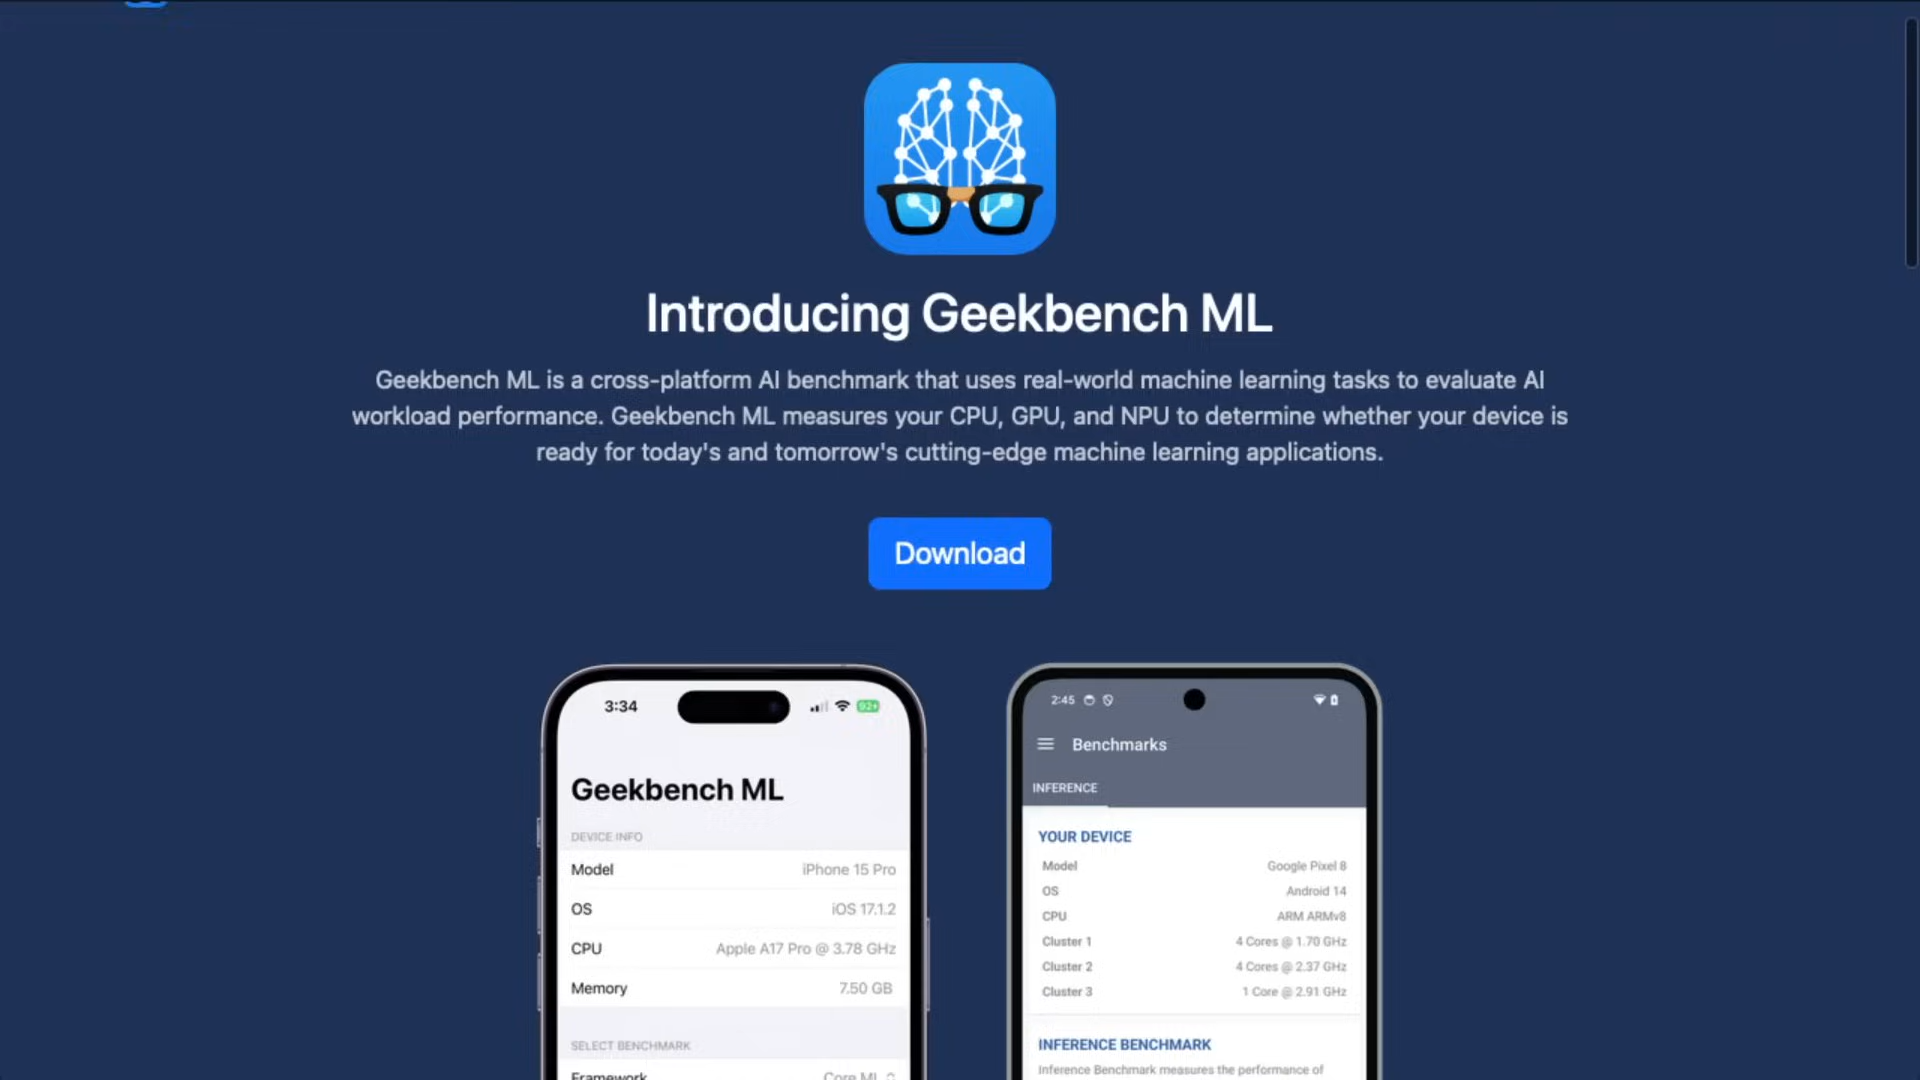 Introducing Geekbench ML
Geekbench ML is a cross-platform AI benchmark that uses real-world machine learning tasks to evaluate AI
workload performance. Geekbench ML measures your CPU, GPU, and NPU to determine whether your device is
ready for today's and tomorrow's cutting-edge machine learning applications.
Download
3:34
92+
Geekbench ML
DEVICE INFO
Model iPhone 15 Pro
OS iOS 17.1.2
CPU Apple A17 Pro @ 3.78 GHz
Memory 7.50 GB
SELECT BENCHMARK
Framework Core ML
2:45
Benchmarks
INFERENCE
YOUR DEVICE
Model Google Pixel 8
OS Android 14
CPU ARM ARMv8
Cluster 1 4 Cores @ 1.70 GHz
Cluster 2 4 Cores @ 2.37 GHz
Cluster 3 1 Core @ 2.91 GHz
INFERENCE BENCHMARK
Inference Benchmark measures the performance of